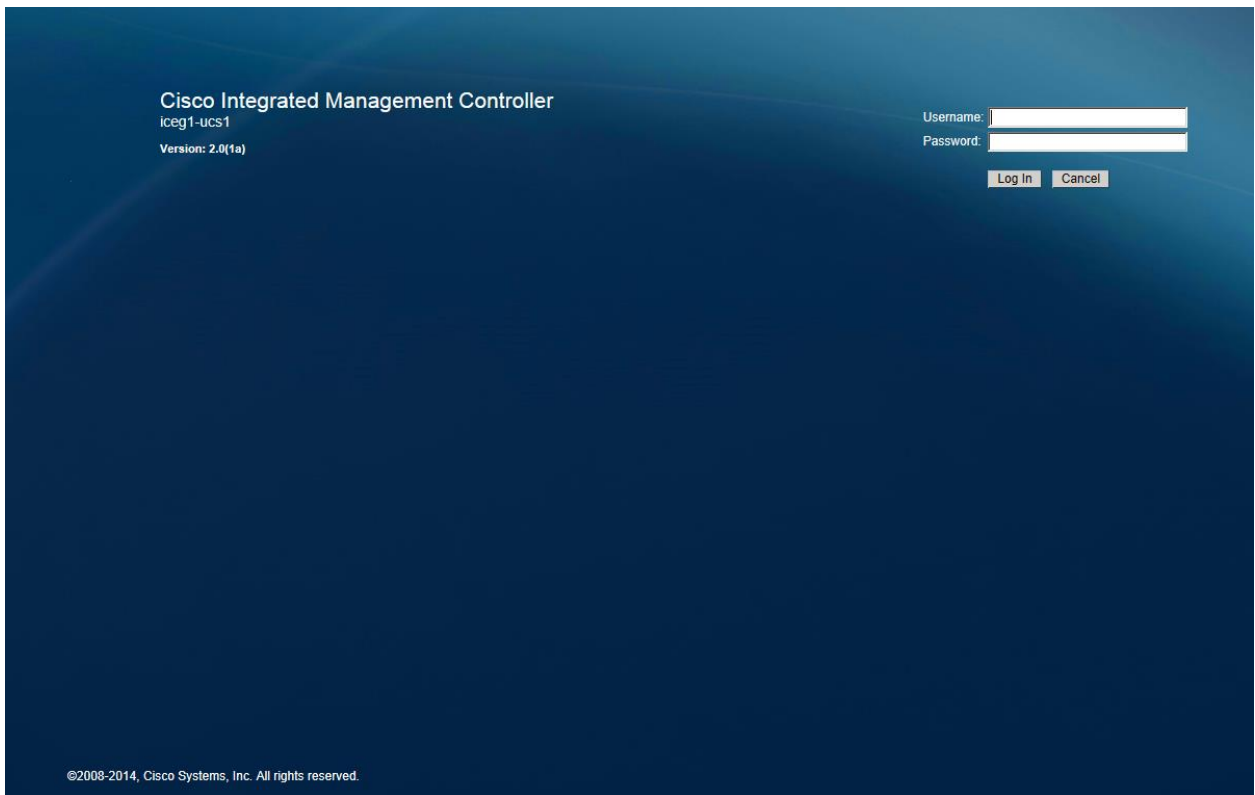 Cisco Integrated Management Controller
iceg1-ucs1
Version: 2.0(1a)
Username:
Password:
Log In Cancel
©2008-2014, Cisco Systems, Inc. All rights reserved.